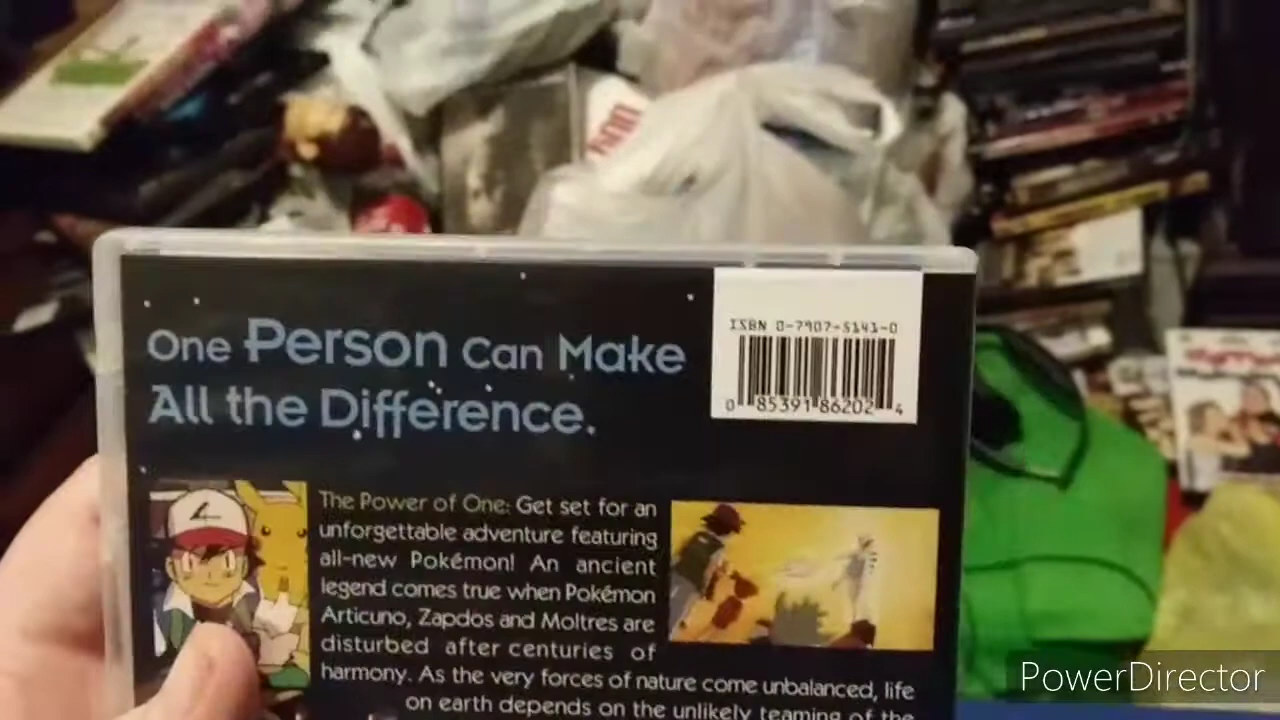 One Person Can Make
All the Difference.
ISBN 0-7907-5141-0
0 85391 86202 4
The Power of One: Get set for an
unforgettable adventure featuring
all-new Pokémon! An ancient
legend comes true when Pokémon
Articuno, Zapdos and Moltres are
disturbed after centuries of
harmony. As the very forces of nature come unbalanced, life
on earth depends on the unlikely teaming of the
PowerDirector